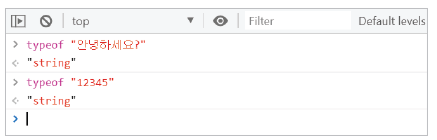 top ▼ Filter Default levels
> typeof "안녕하세요?"
<· "string"
> typeof "12345"
<· "string"
>